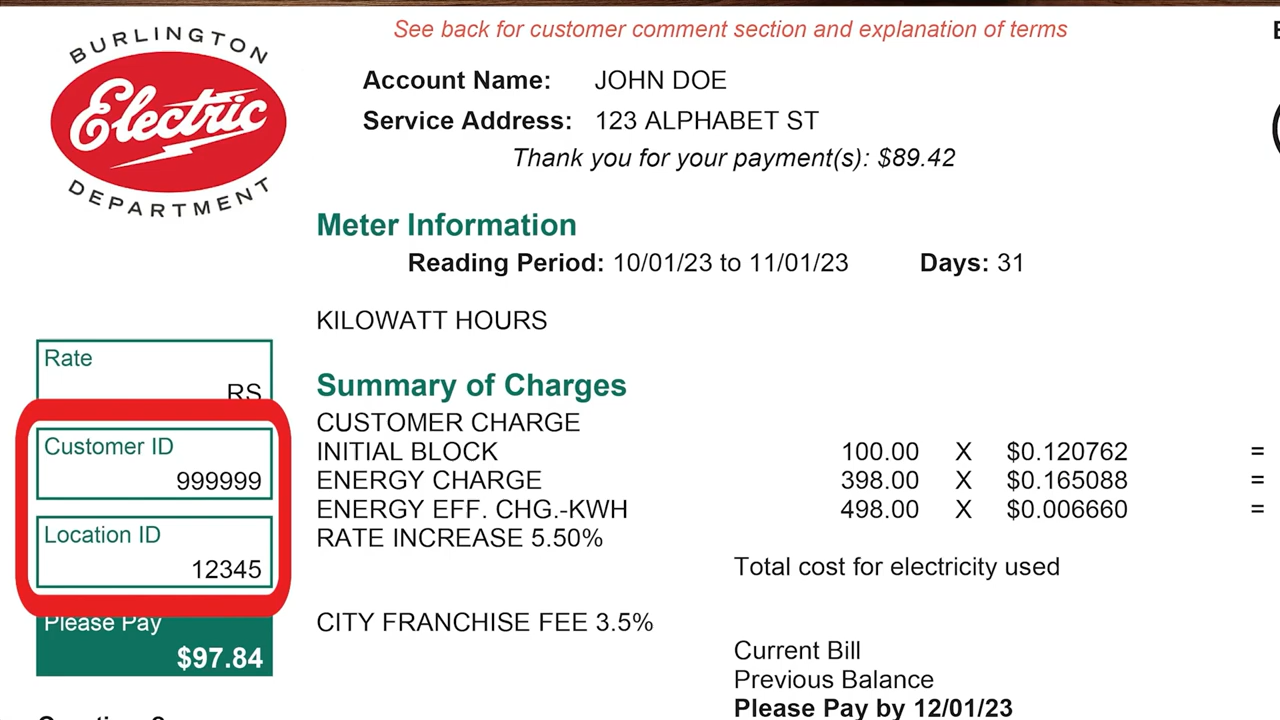 See back for customer comment section and explanation of terms
BURLINGTON
Electric
DEPARTMENT
Account Name: JOHN DOE
Service Address: 123 ALPHABET ST
Thank you for your payment(s): $89.42
Meter Information
Reading Period: 10/01/23 to 11/01/23 Days: 31
KILOWATT HOURS
Rate
RS
Customer ID
999999
Location ID
12345
Please Pay
$97.84
Summary of Charges
CUSTOMER CHARGE
INITIAL BLOCK 100.00 X $0.120762 =
ENERGY CHARGE 398.00 X $0.165088 =
ENERGY EFF. CHG.-KWH 498.00 X $0.006660 =
RATE INCREASE 5.50%
Total cost for electricity used
CITY FRANCHISE FEE 3.5%
Current Bill
Previous Balance
Please Pay by 12/01/23